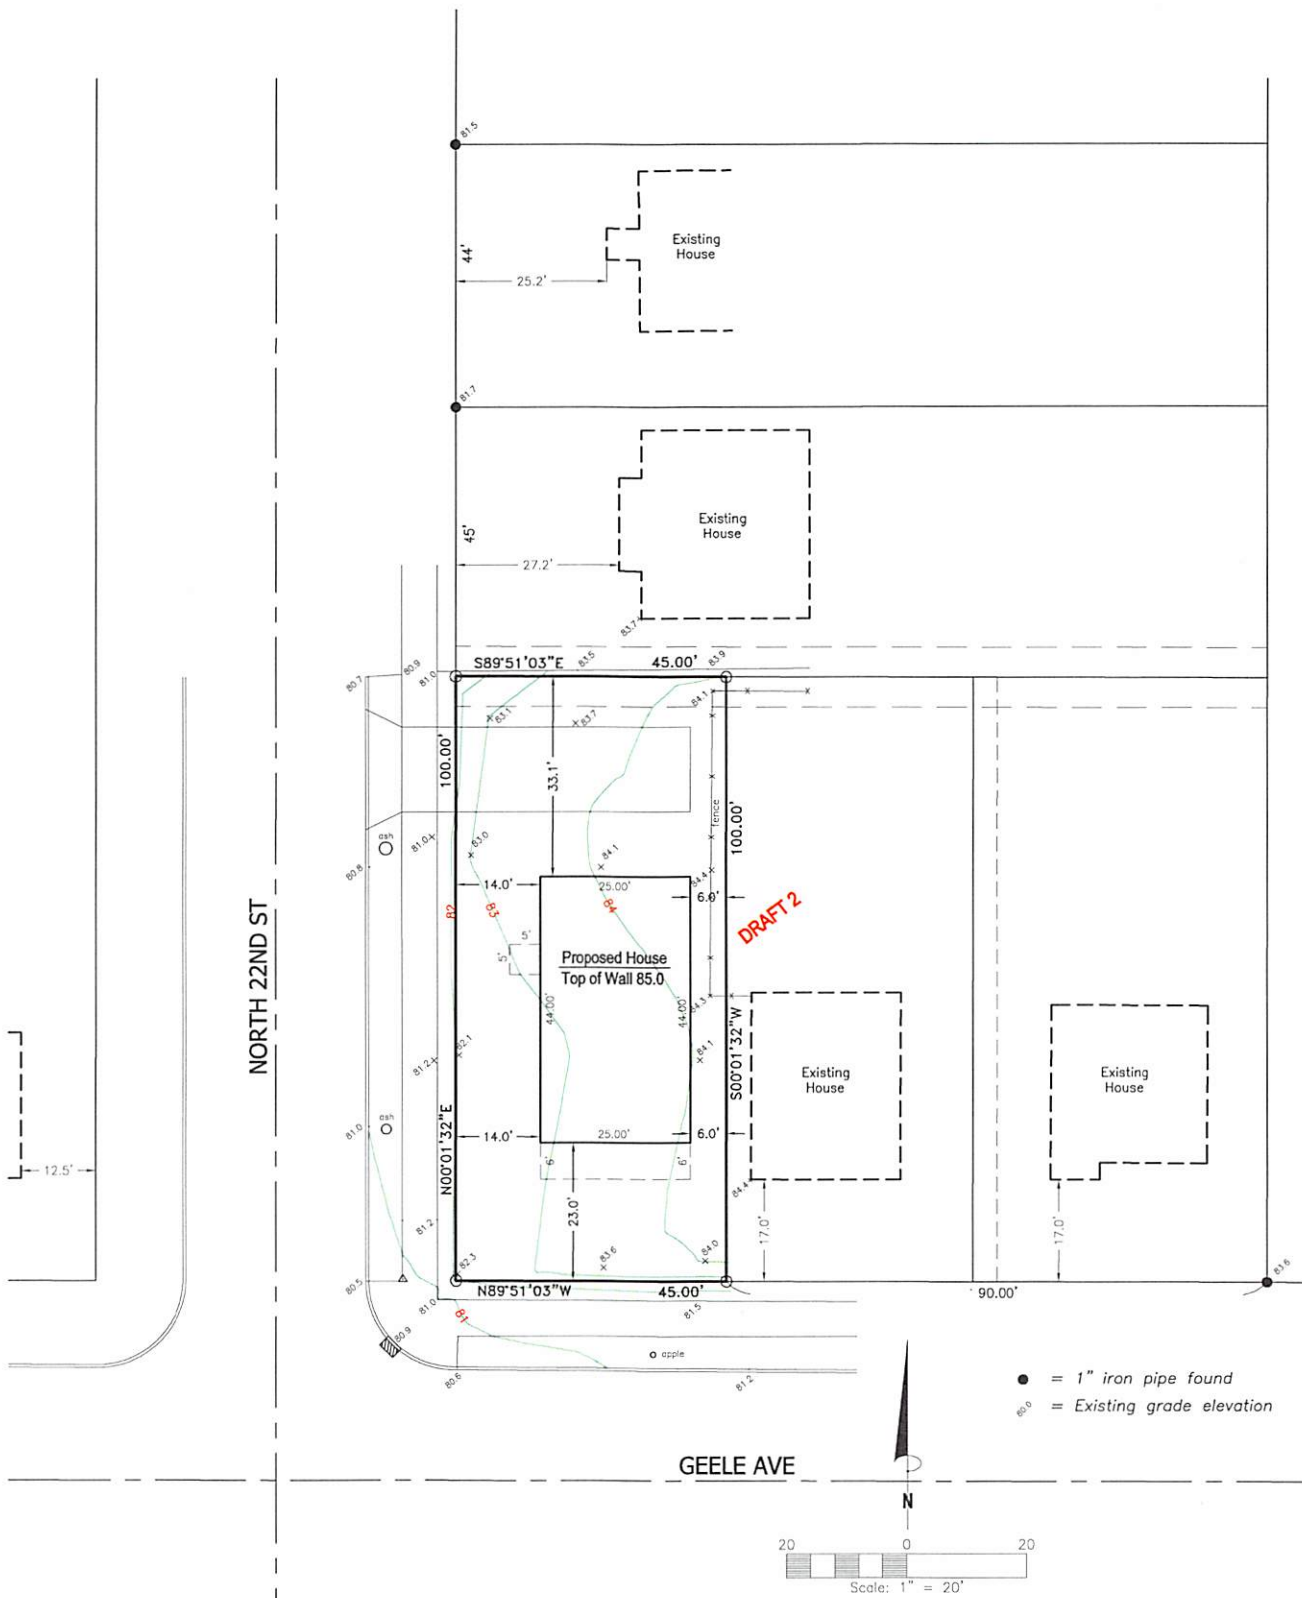 81.5
Existing
House
44'
25.2'
81.7
Existing
House
45'
27.2'
83.7
S89°51'03"E
45.00'
80.7
80.9
81.0
83.5
83.9
84.1
83.1
83.7
100.00'
33.1'
fence
100.00'
ash
81.0
83.0
80.8
84.1
84.4
14.0'
25.00'
6.0'
82
83
84
DRAFT 2
NORTH 22ND ST
5'
5'
Proposed House
Top of Wall 85.0
44.00'
44.00'
84.3
S00°01'32"W
81.2
82.1
84.1
Existing
House
Existing
House
81.0
ash
N00°01'32"E
14.0'
25.00'
6.0'
12.5'
6'
6'
84.4
81.2
23.0'
17.0'
17.0'
82.3
83.6
84.0
83.6
80.5
81.0
N89°51'03"W
45.00'
90.00'
81
81.5
80.9
apple
80.6
81.2
= 1" iron pipe found
80.0 = Existing grade elevation
GEELE AVE
N
20 0 20
Scale: 1" = 20'